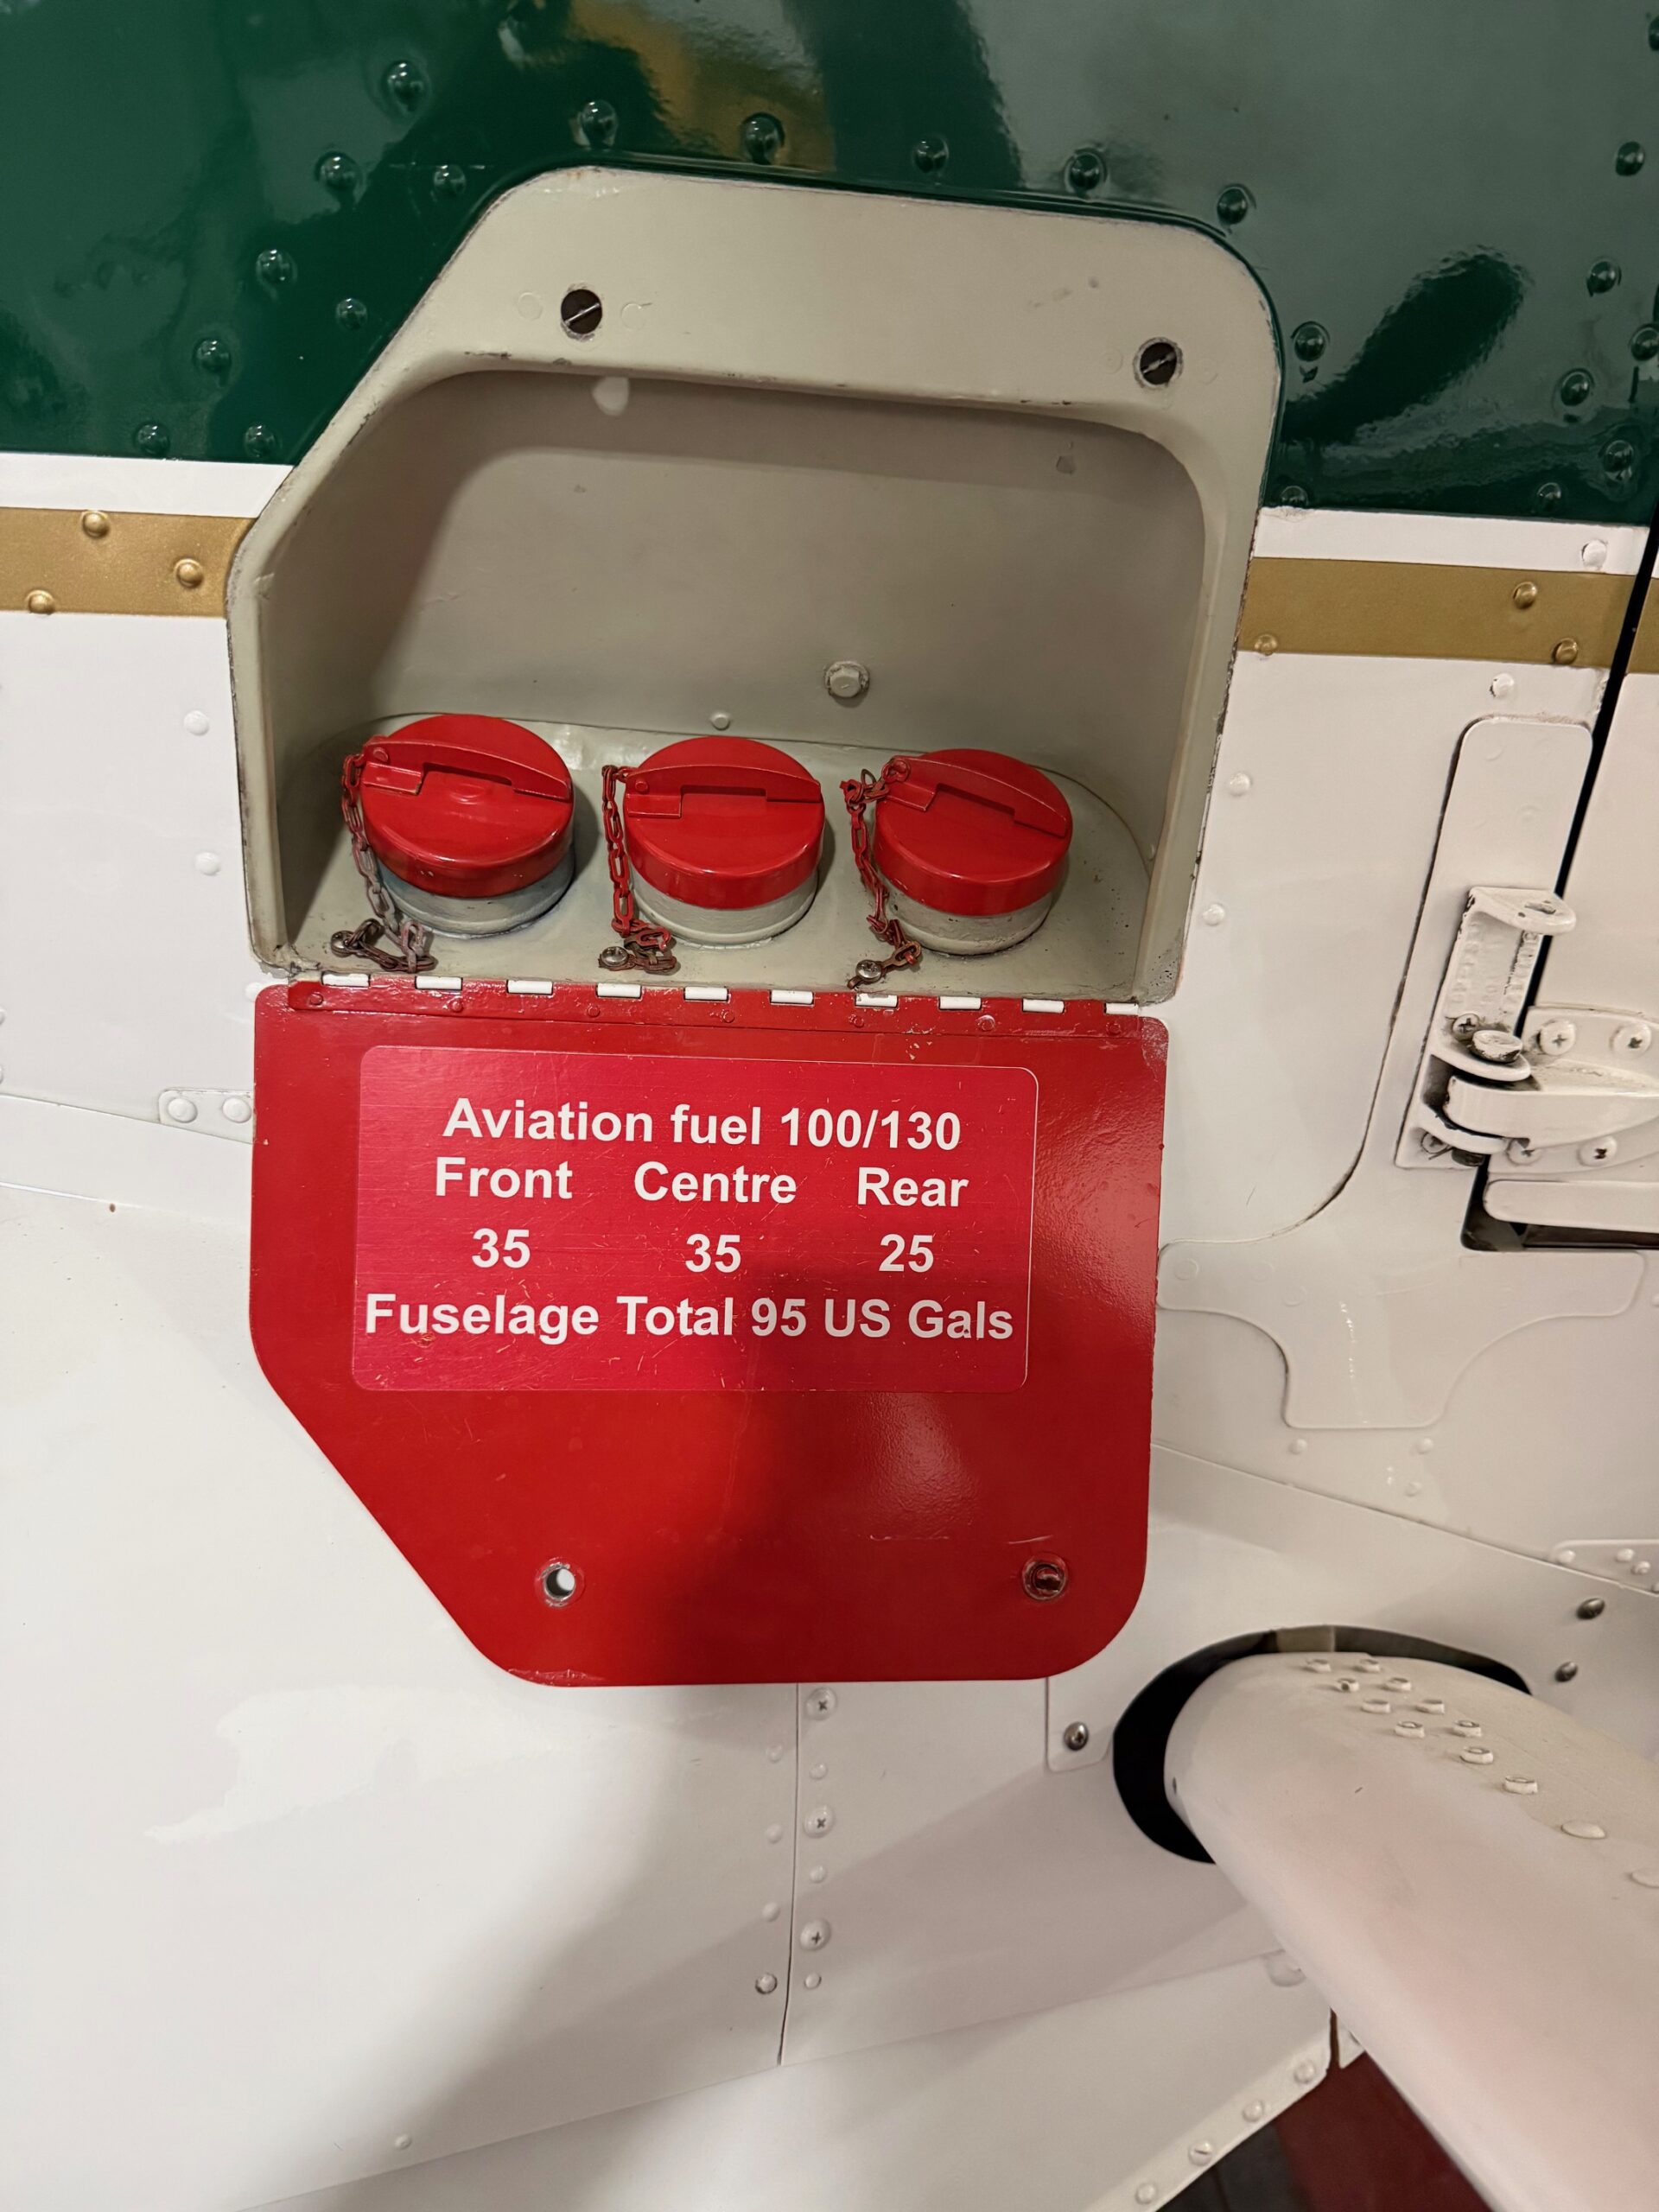 Aviation fuel 100/130
Front Centre Rear
35 35 25
Fuselage Total 95 US Gals